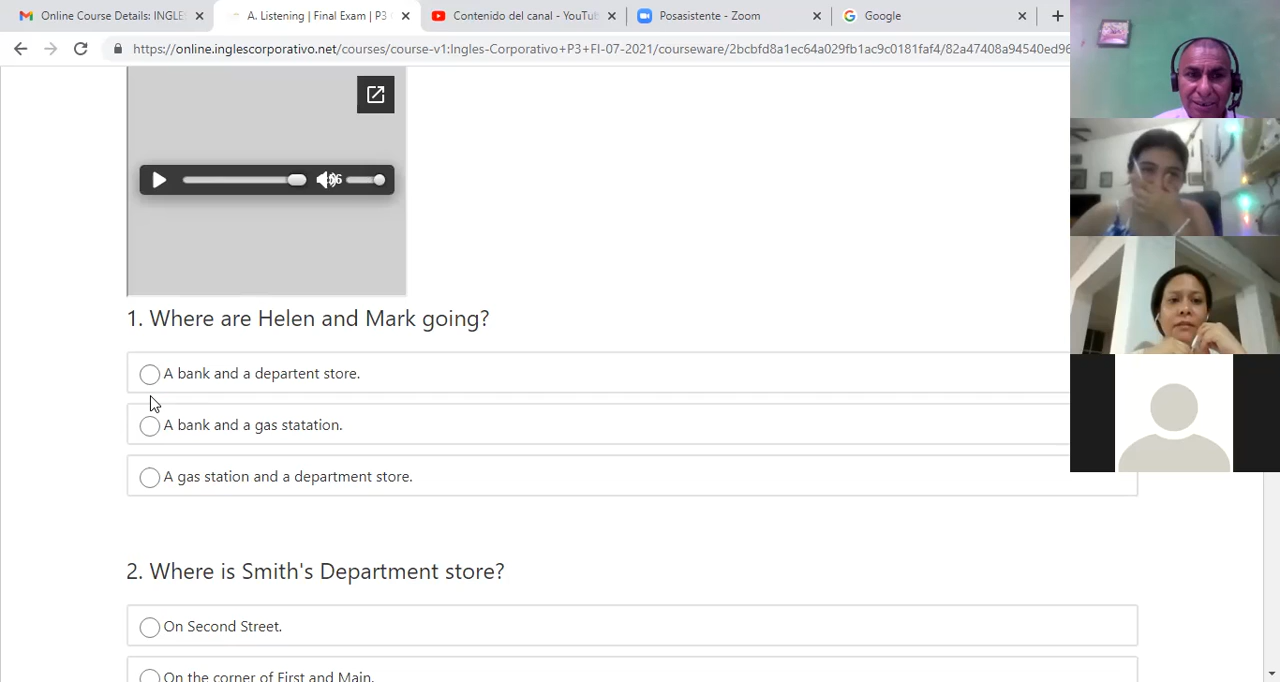 Online Course Details: INGLE
A. Listening | Final Exam | P3
Contenido del canal - YouTu
Posasistente - Zoom
Google
https://online.inglescorporativo.net/courses/course-v1:Ingles-Corporativo+P3+FI-07-2021/courseware/2bcbfd8a1ec64a029fb1ac9c0181faf4/82a47408a94540ed96
1. Where are Helen and Mark going?
A bank and a departent store.
A bank and a gas statation.
A gas station and a department store.
2. Where is Smith's Department store?
On Second Street.
On the corner of First and Main.